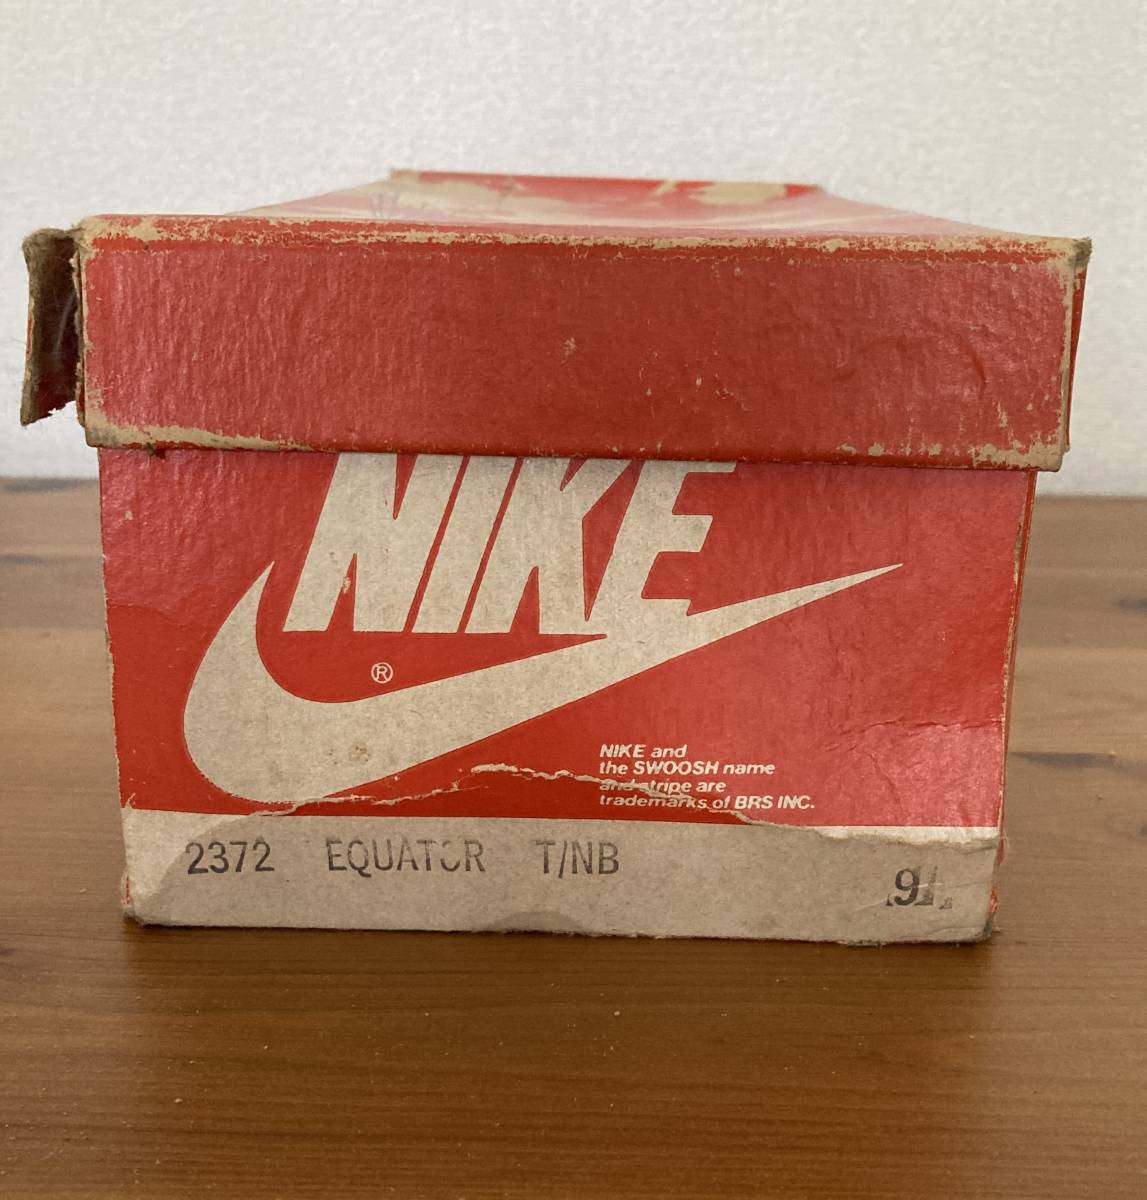 NIKE
®
NIKE and
the SWOOSH name
and stripe are
trademarks of BRS INC.
2372 EQUATOR T/NB